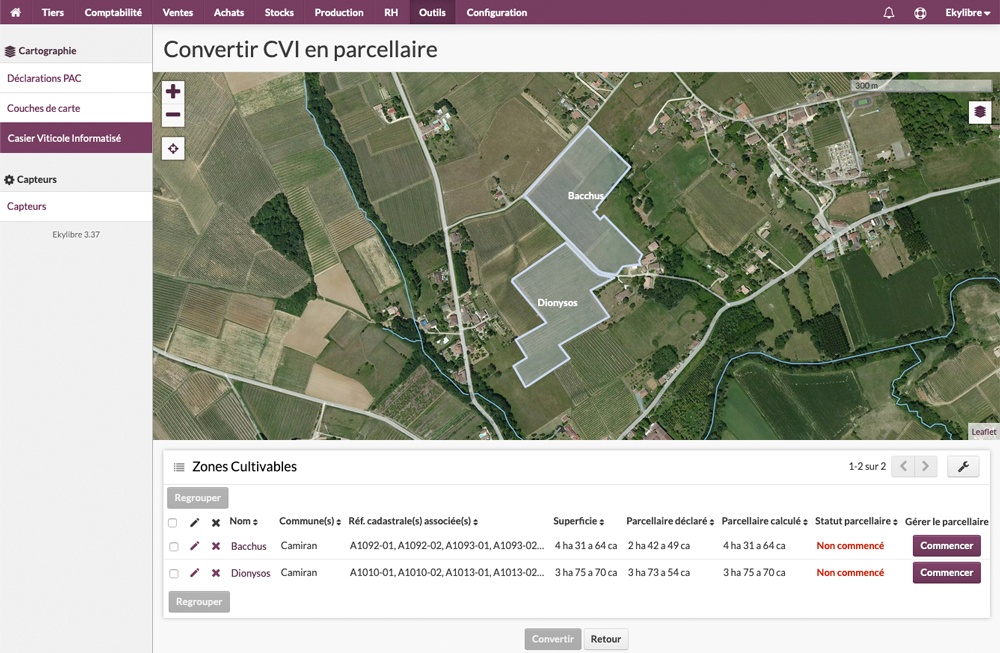 Tiers Comptabilité Ventes Achats Stocks Production RH Outils Configuration Ekylibre
Cartographie
Déclarations PAC
Couches de carte
Casier Viticole Informatisé
Capteurs
Capteurs
Ekylibre 3.37
Convertir CVI en parcellaire
300 m
Bacchus
Dionysos
Leaflet
Zones Cultivables
1-2 sur 2
Regrouper
Nom Commune(s) Réf. cadastrale(s) associée(s) Superficie Parcellaire déclaré Parcellaire calculé Statut parcellaire Gérer le parcellaire
Bacchus Camiran A1092-01, A1092-02, A1093-01, A1093-02... 4 ha 31 a 64 ca 2 ha 42 a 49 ca 4 ha 31 a 64 ca Non commencé Commencer
Dionysos Camiran A1010-01, A1010-02, A1013-01, A1013-02... 3 ha 75 a 70 ca 3 ha 73 a 54 ca 3 ha 75 a 70 ca Non commencé Commencer
Regrouper
Convertir Retour